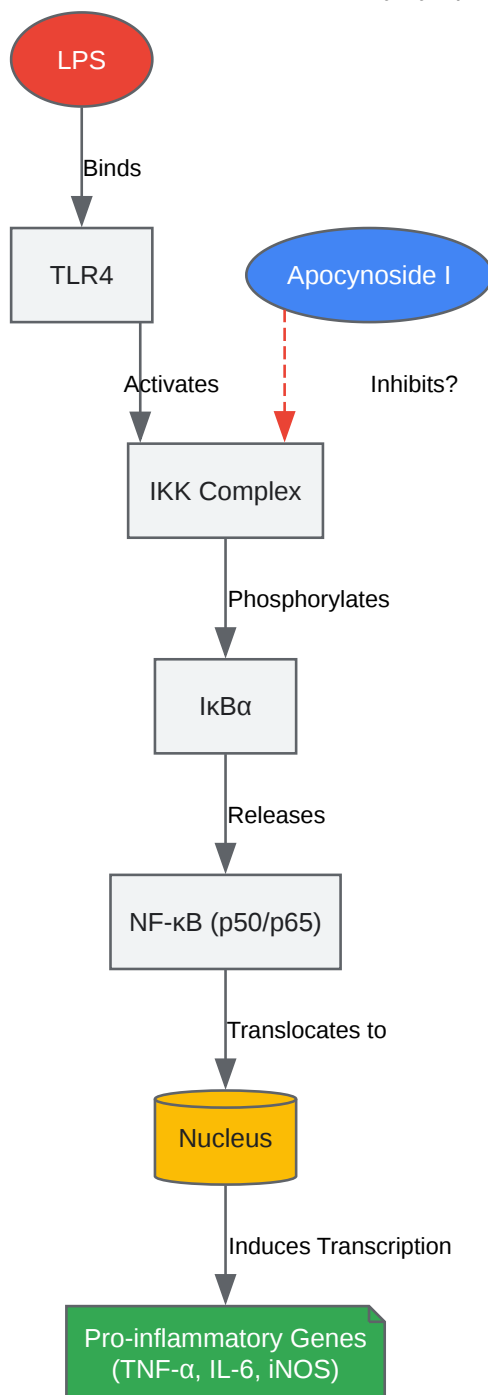 LPS
Binds
TLR4
Apocynoside I
Activates
Inhibits?
IKK Complex
Phosphorylates
IκBα
Releases
NF-κB (p50/p65)
Translocates to
Nucleus
Induces Transcription
Pro-inflammatory Genes
(TNF-α, IL-6, iNOS)